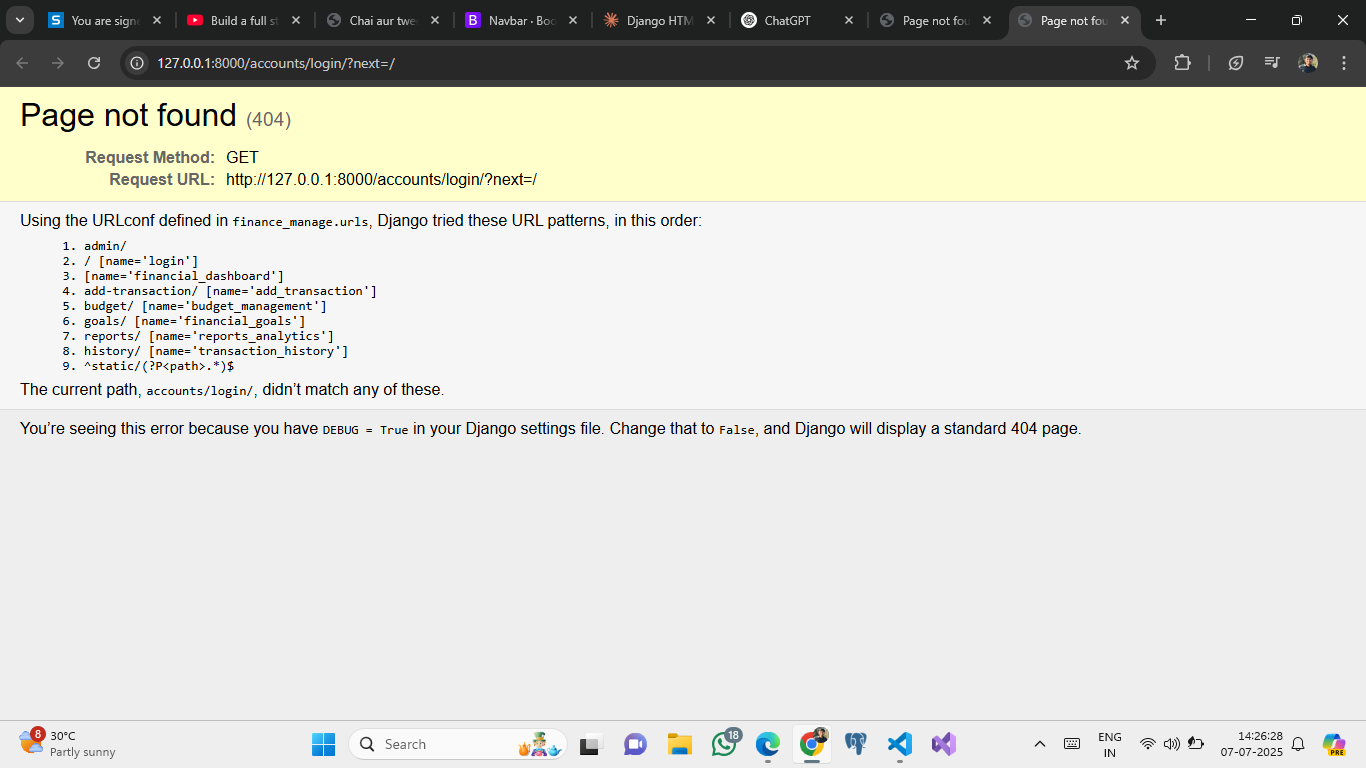 You are signe
Build a full st
Chai aur twe
B Navbar · Boo
Django HTM
ChatGPT
Page not fou
Page not fou
127.0.0.1:8000/accounts/login/?next=/
Page not found (404)
Request Method: GET
Request URL: http://127.0.0.1:8000/accounts/login/?next=/
Using the URLconf defined in finance_manage.urls, Django tried these URL patterns, in this order:
1. admin/
2. / [name='login']
3. [name='financial_dashboard']
4. add-transaction/ [name='add_transaction']
5. budget/ [name='budget_management']
6. goals/ [name='financial_goals']
7. reports/ [name='reports_analytics']
8. history/ [name='transaction_history']
9. ^static/(?P<path>.*)$
The current path, accounts/login/, didn’t match any of these.
You’re seeing this error because you have DEBUG = True in your Django settings file. Change that to False, and Django will display a standard 404 page.
8
30°C
Partly sunny
Search
18
ENG
IN
14:26:28
07-07-2025
PRE